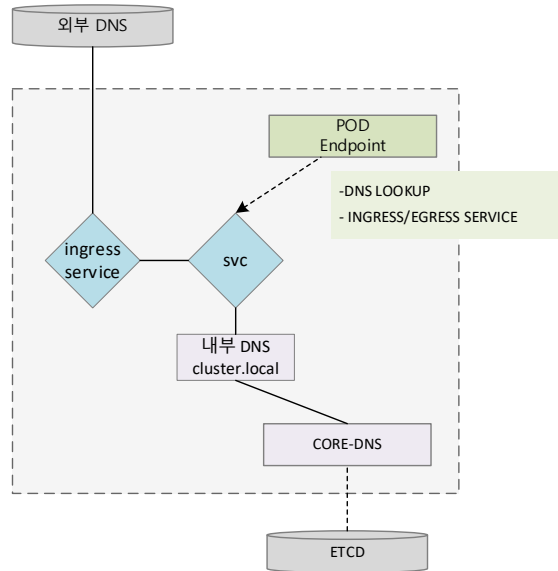 외부 DNS
POD
Endpoint
-DNS LOOKUP
- INGRESS/EGRESS SERVICE
ingress
service
svc
내부 DNS
cluster.local
CORE-DNS
ETCD